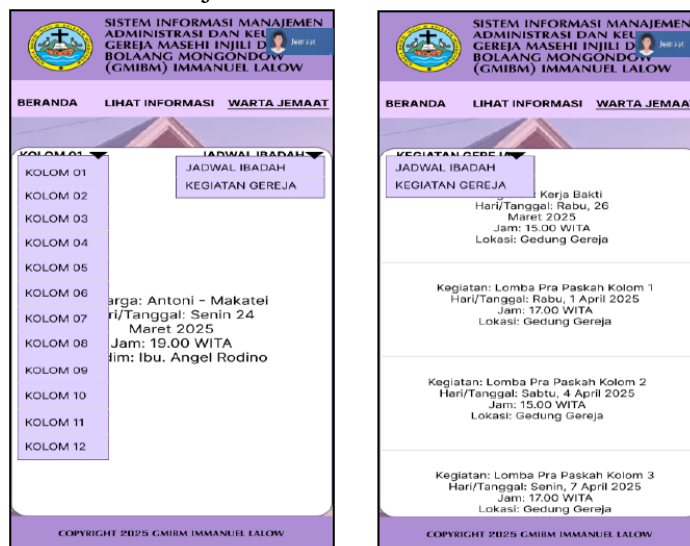 SISTEM INFORMASI MANAJEMEN
ADMINISTRASI DAN KEU
GEREJA MASEHI INJILI D
BOLAANG MONGONDOW
(GMIBM) IMMANUEL LALOW
Jemaat
BERANDA LIHAT INFORMASI WARTA JEMAAT
KOLOM 01 JADWAL IBADAH
KOLOM 01
KOLOM 02
KOLOM 03
KOLOM 04
KOLOM 05
KOLOM 06
KOLOM 07
KOLOM 08
KOLOM 09
KOLOM 10
KOLOM 11
KOLOM 12
JADWAL IBADAH
KEGIATAN GEREJA
arga: Antoni - Makatei
ri/Tanggal: Senin 24
Maret 2025
Jam: 19.00 WITA
dim: Ibu. Angel Rodino
COPYRIGHT 2025 GMIBM IMMANUEL LALOW
SISTEM INFORMASI MANAJEMEN
ADMINISTRASI DAN KEU
GEREJA MASEHI INJILI D
BOLAANG MONGONDOW
(GMIBM) IMMANUEL LALOW
Jemaat
BERANDA LIHAT INFORMASI WARTA JEMAAT
KEGIATAN GEREJA
JADWAL IBADAH
KEGIATAN GEREJA
: Kerja Bakti
Hari/Tanggal: Rabu, 26
Maret 2025
Jam: 15.00 WITA
Lokasi: Gedung Gereja
Kegiatan: Lomba Pra Paskah Kolom 1
Hari/Tanggal: Rabu, 1 April 2025
Jam: 17.00 WITA
Lokasi: Gedung Gereja
Kegiatan: Lomba Pra Paskah Kolom 2
Hari/Tanggal: Sabtu, 4 April 2025
Jam: 15.00 WITA
Lokasi: Gedung Gereja
Kegiatan: Lomba Pra Paskah Kolom 3
Hari/Tanggal: Senin, 7 April 2025
Jam: 17.00 WITA
Lokasi: Gedung Gereja
COPYRIGHT 2025 GMIBM IMMANUEL LALOW